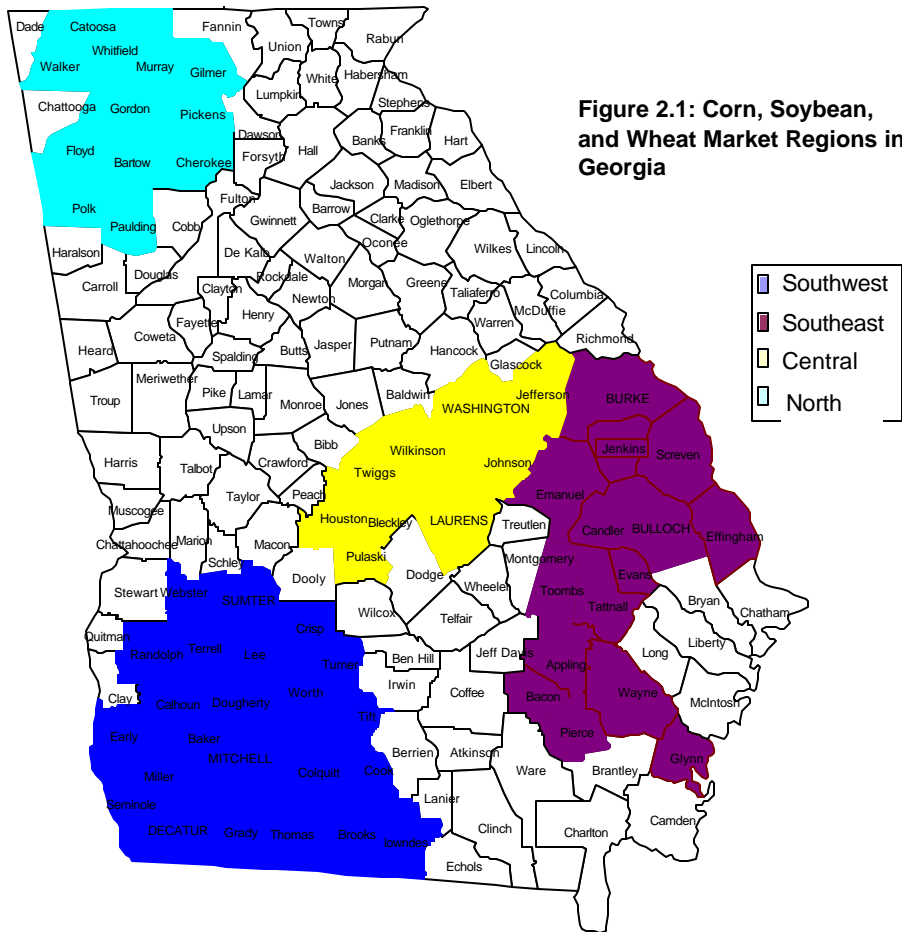 Dade Catoosa Fannin Towns Rabun
Union
Whitfield
Walker Murray Gilmer White Habersham
Lumpkin Stephens
Chattooga Gordon Pickens
Dawson Banks Franklin Hart
Figure 2.1: Corn, Soybean,
and Wheat Market Regions in
Georgia
Floyd Bartow Cherokee Forsyth Hall
Jackson Madison Elbert
Polk Fulton Barrow
Paulding Cobb Gwinnett Clarke Oglethorpe
Haralson De Kalb Walton Oconee Wilkes Lincoln
Carroll Douglas Rockdale Morgan Greene Taliaferro Columbia
Clayton Newton McDuffie
Fayette Henry Warren
Heard Coweta Spalding Butts Jasper Putnam Hancock Richmond
Glascock
Southwest
Southeast
Central
North
Troup Meriwether Pike Lamar Monroe Jones Baldwin WASHINGTON Jefferson BURKE
Upson Bibb Wilkinson Jenkins Screven
Harris Talbot Crawford Twiggs Johnson
Taylor Peach Emanuel
Muscogee Houston Bleckley LAURENS Treutlen Candler BULLOCH Effingham
Chattahoochee Marion Macon
Schley Pulaski Dodge Montgomery Evans
Stewart Webster SUMTER Dooly Wheeler Toombs Tattnall Bryan Chatham
Quitman Crisp Wilcox Telfair Liberty
Randolph Terrell Lee Turner Ben Hill Jeff Davis Appling Long
Clay Calhoun Dougherty Worth Irwin Coffee Bacon Wayne McIntosh
Tift
Early Baker MITCHELL Berrien Atkinson Pierce Glynn
Miller Colquitt Cook Ware Brantley
Seminole Lanier Camden
DECATUR Grady Thomas Brooks lowndes Clinch Charlton
Echols